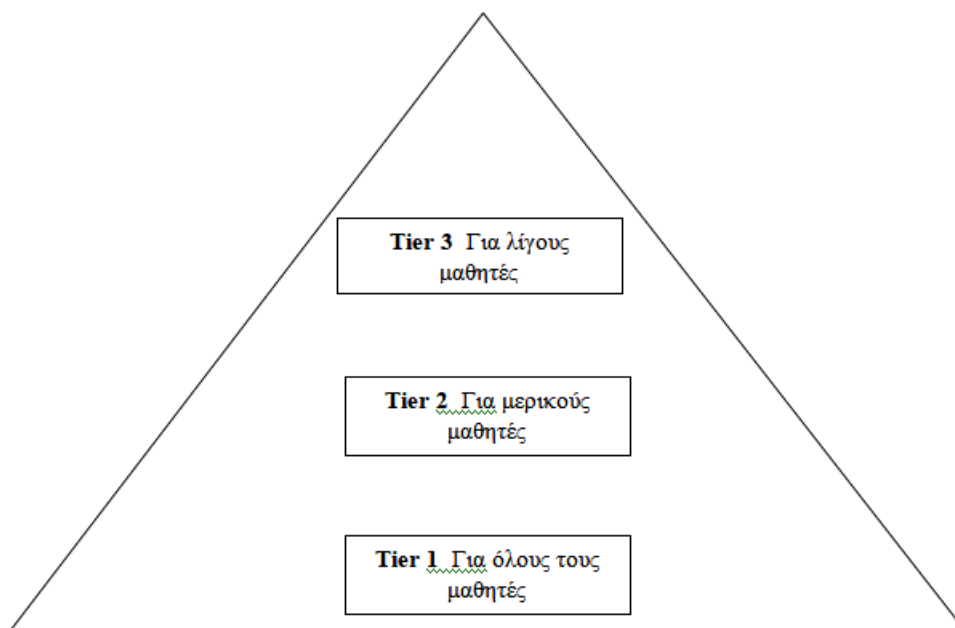 Tier 3 Για λίγους
μαθητές
Tier 2 Για μερικούς
μαθητές
Tier 1 Για όλους τους
μαθητές